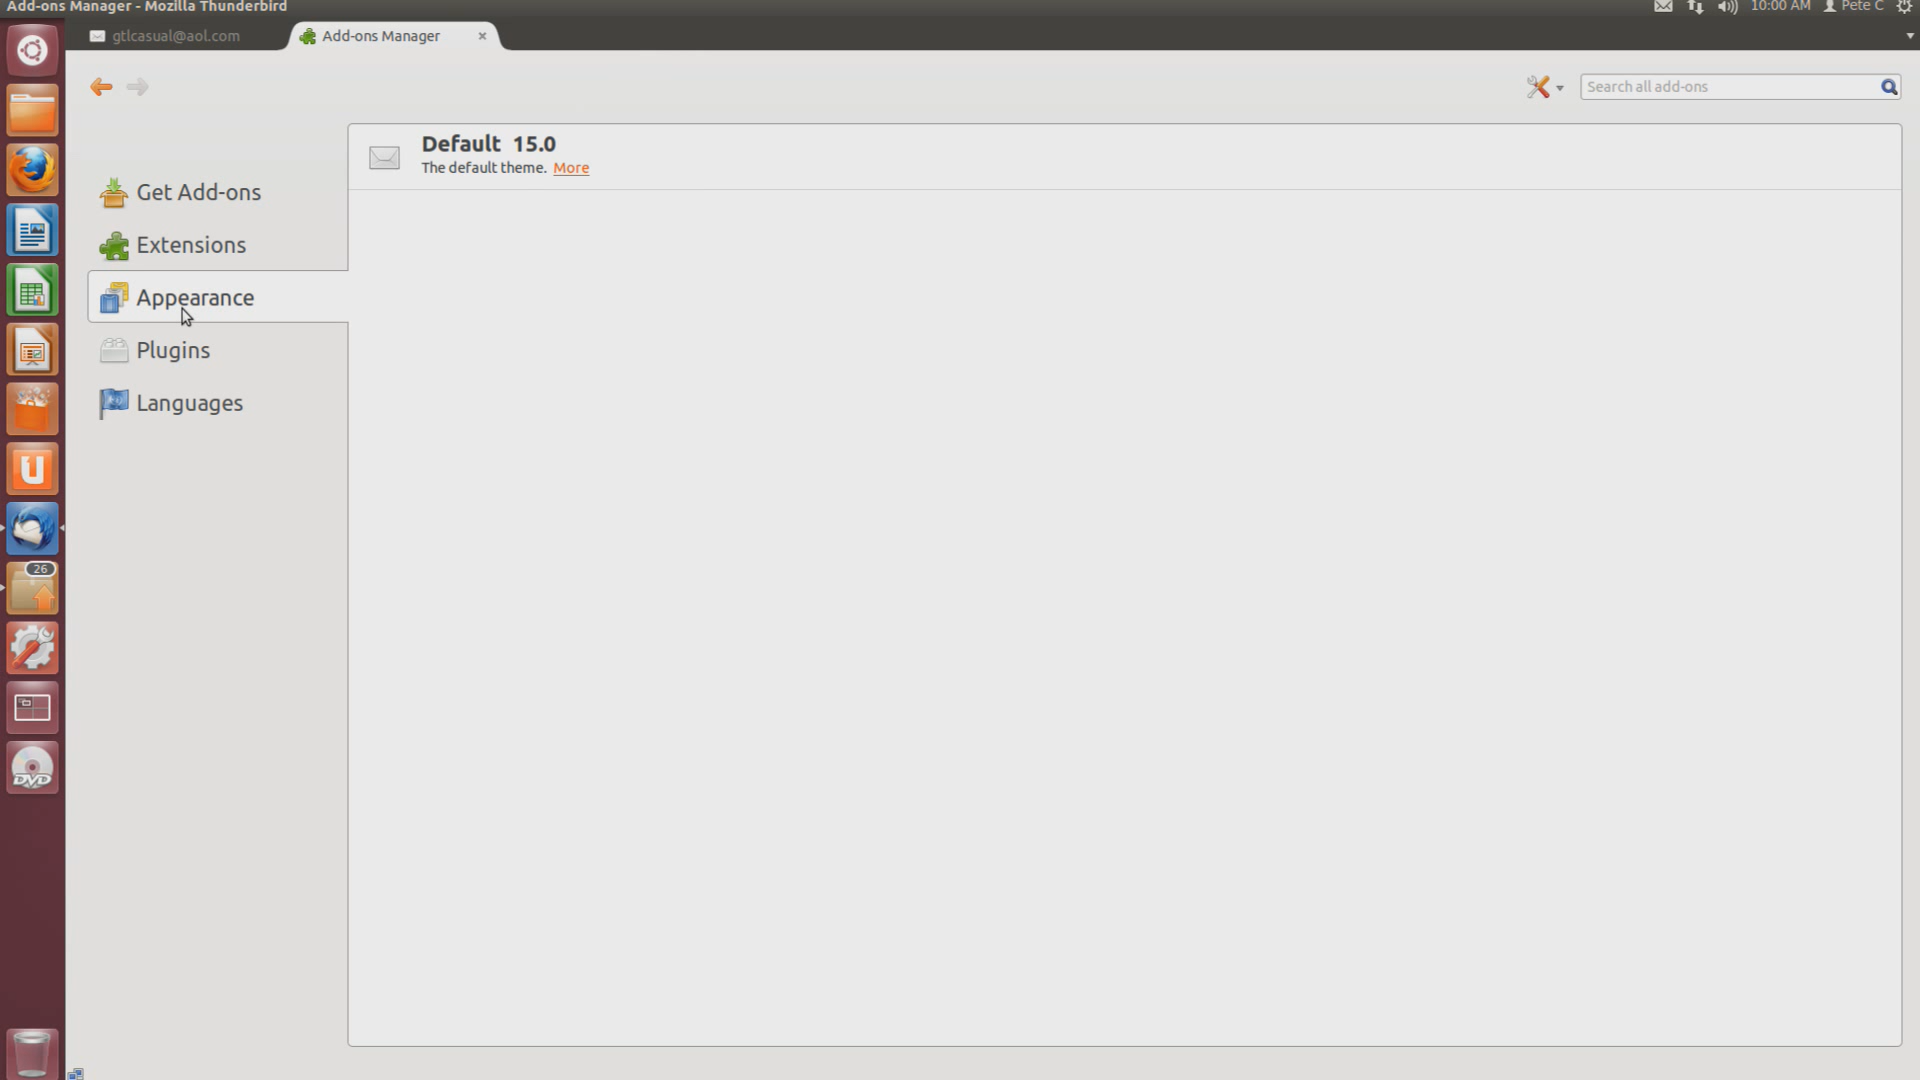 Add-ons Manager - Mozilla Thunderbird
10:00 AM
Pete C
gtlcasual@aol.com
Add-ons Manager
Search all add-ons
Default 15.0
The default theme. More
Get Add-ons
Extensions
Appearance
Plugins
Languages
26
DVD